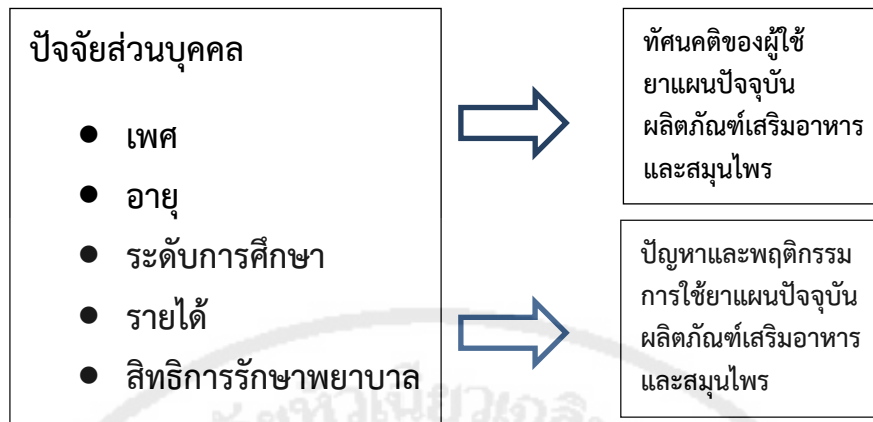 ปัจจัยส่วนบุคคล
● เพศ
● อายุ
● ระดับการศึกษา
● รายได้
● สิทธิการรักษาพยาบาล
ทัศนคติของผู้ใช้
ยาแผนปัจจุบัน
ผลิตภัณฑ์เสริมอาหาร
และสมุนไพร
ปัญหาและพฤติกรรม
การใช้ยาแผนปัจจุบัน
ผลิตภัณฑ์เสริมอาหาร
และสมุนไพร